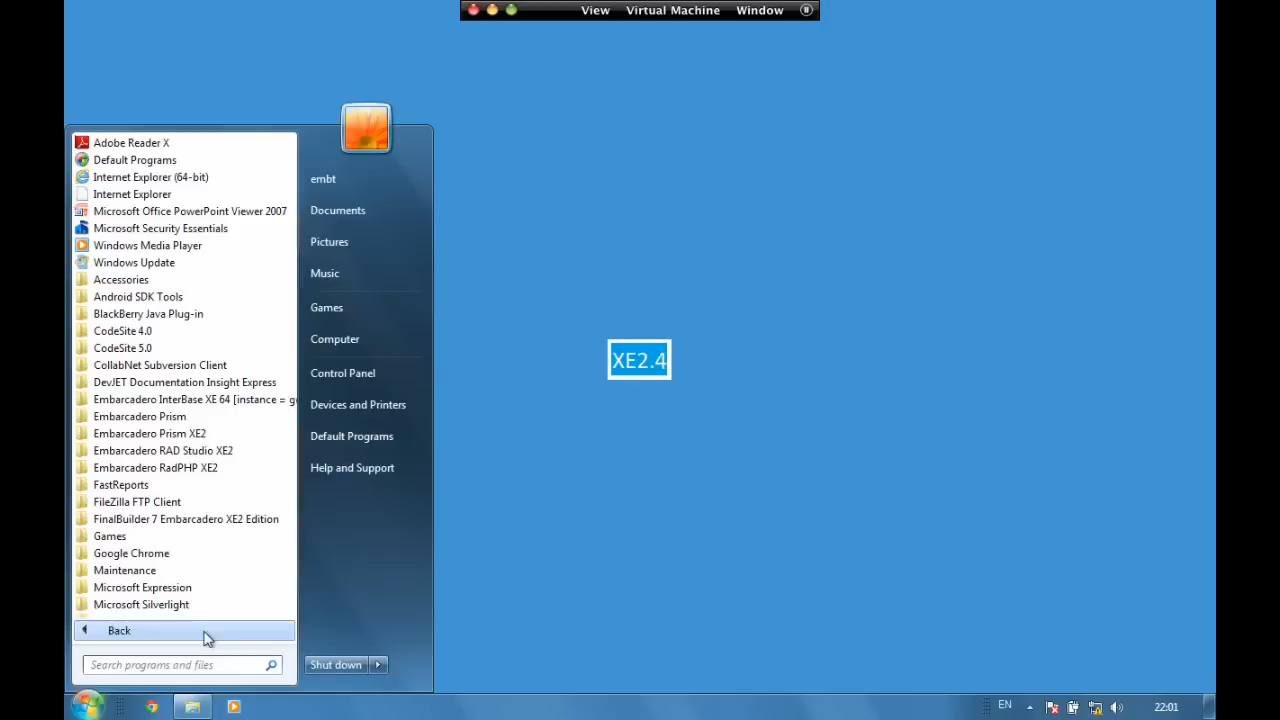 View Virtual Machine Window
Adobe Reader X
Default Programs
Internet Explorer (64-bit)
Internet Explorer
Microsoft Office PowerPoint Viewer 2007
Microsoft Security Essentials
Windows Media Player
Windows Update
Accessories
Android SDK Tools
BlackBerry Java Plug-in
CodeSite 4.0
CodeSite 5.0
CollabNet Subversion Client
DevJET Documentation Insight Express
Embarcadero InterBase XE 64 [instance = g
Embarcadero Prism
Embarcadero Prism XE2
Embarcadero RAD Studio XE2
Embarcadero RadPHP XE2
FastReports
FileZilla FTP Client
FinalBuilder 7 Embarcadero XE2 Edition
Games
Google Chrome
Maintenance
Microsoft Expression
Microsoft Silverlight
Back
Search programs and files
embt
Documents
Pictures
Music
Games
Computer
Control Panel
Devices and Printers
Default Programs
Help and Support
Shut down
XE2.4
EN
22:01